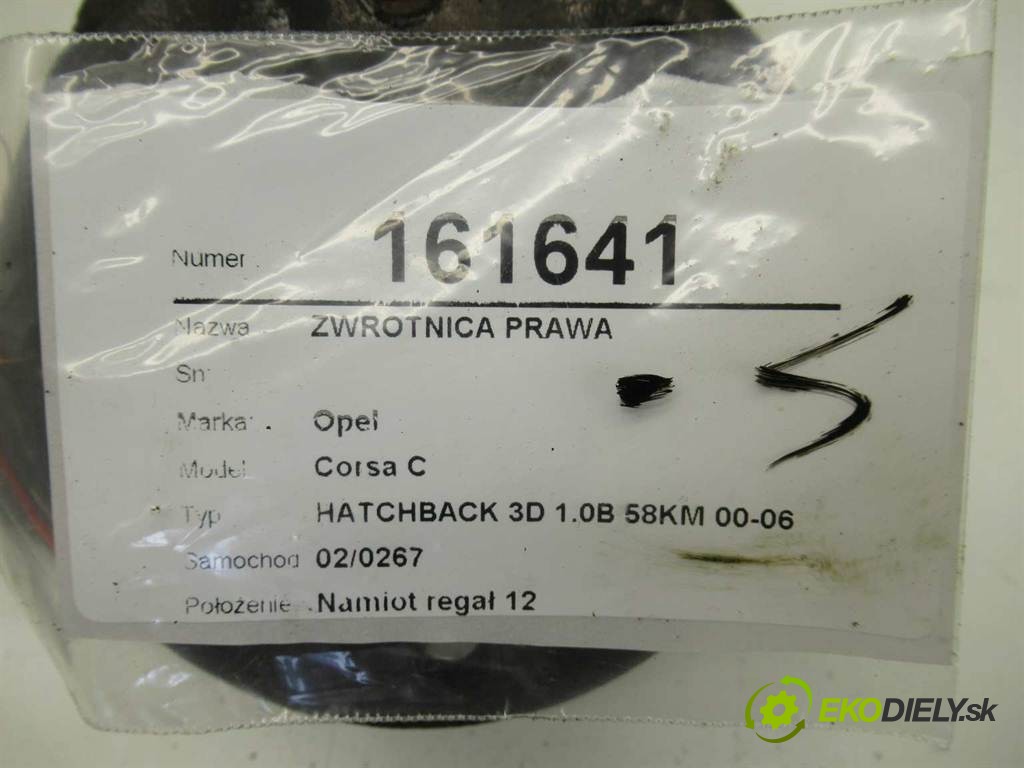 Numer 161641
Nazwa ZWROTNICA PRAWA
Sn:
Marka: Opel
Model Corsa C
Typ HATCHBACK 3D 1.0B 58KM 00-06
Samochod 02/0267
Położenie Namiot regał 12
EKODIELY.sk